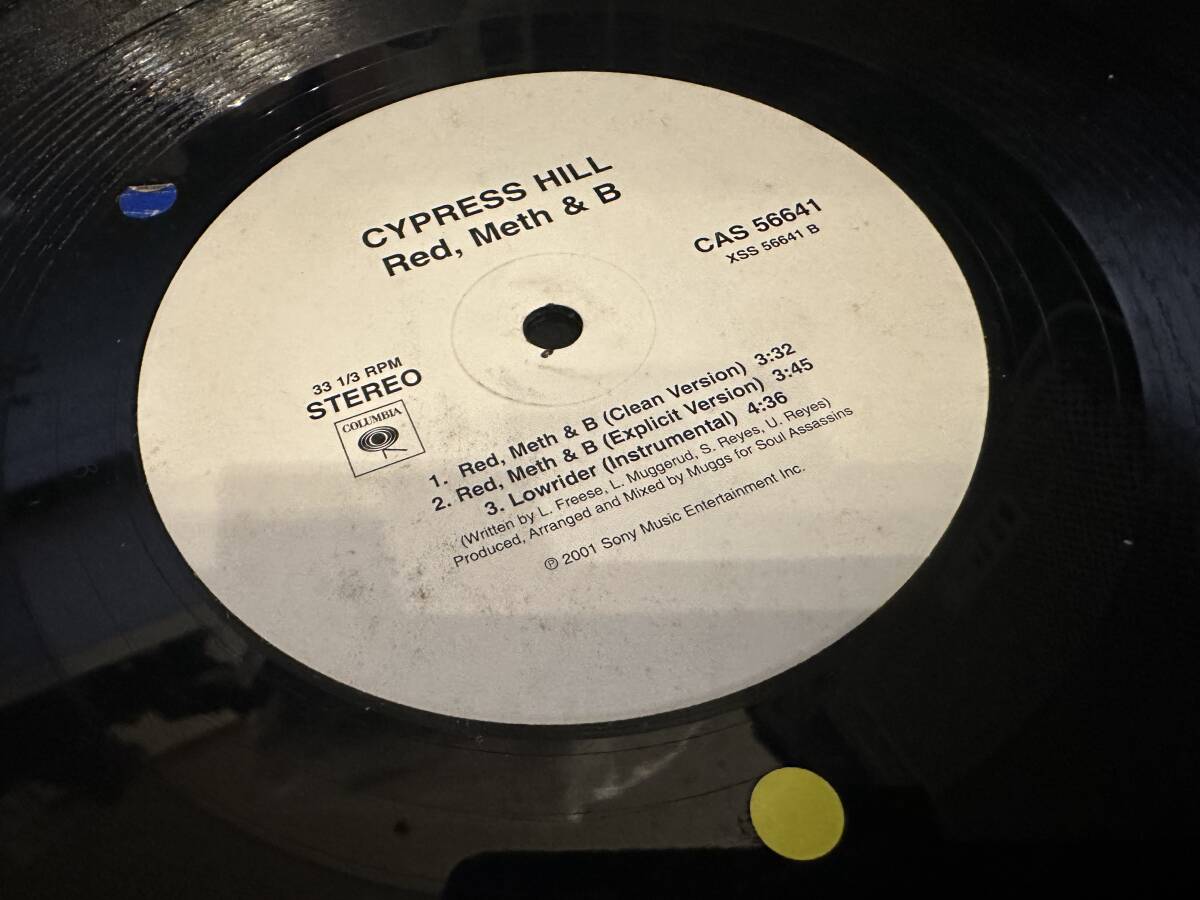 CYPRESS HILL
Red, Meth & B
CAS 56641
XSS 56641 B
33 1/3 RPM
STEREO
COLUMBIA
1. Red, Meth & B (Clean Version) 3:32
2. Red, Meth & B (Explicit Version) 3:45
3. Lowrider (Instrumental) 4:36
(Written by L. Freese, L. Muggerud, S. Reyes, U. Reyes)
Produced, Arranged and Mixed by Muggs for Soul Assassins
℗ 2001 Sony Music Entertainment Inc.